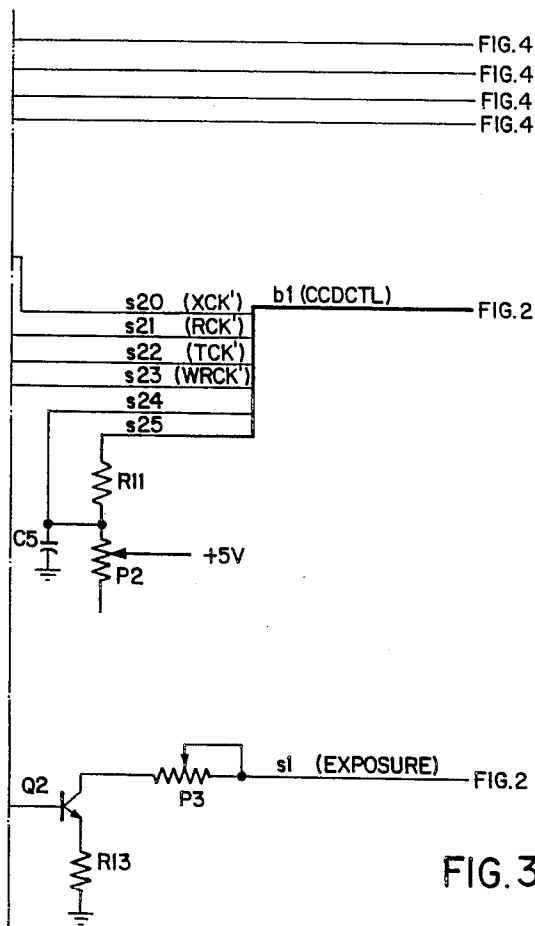 FIG.4
FIG.4
FIG.4
FIG.4
s20 (XCK')
b1 (CCDCTL)
FIG.2
s21 (RCK')
s22 (TCK')
s23 (WRCK')
s24
s25
R11
C5
+5V
P2
Q2
s1 (EXPOSURE)
FIG.2
P3
R13
FIG.3